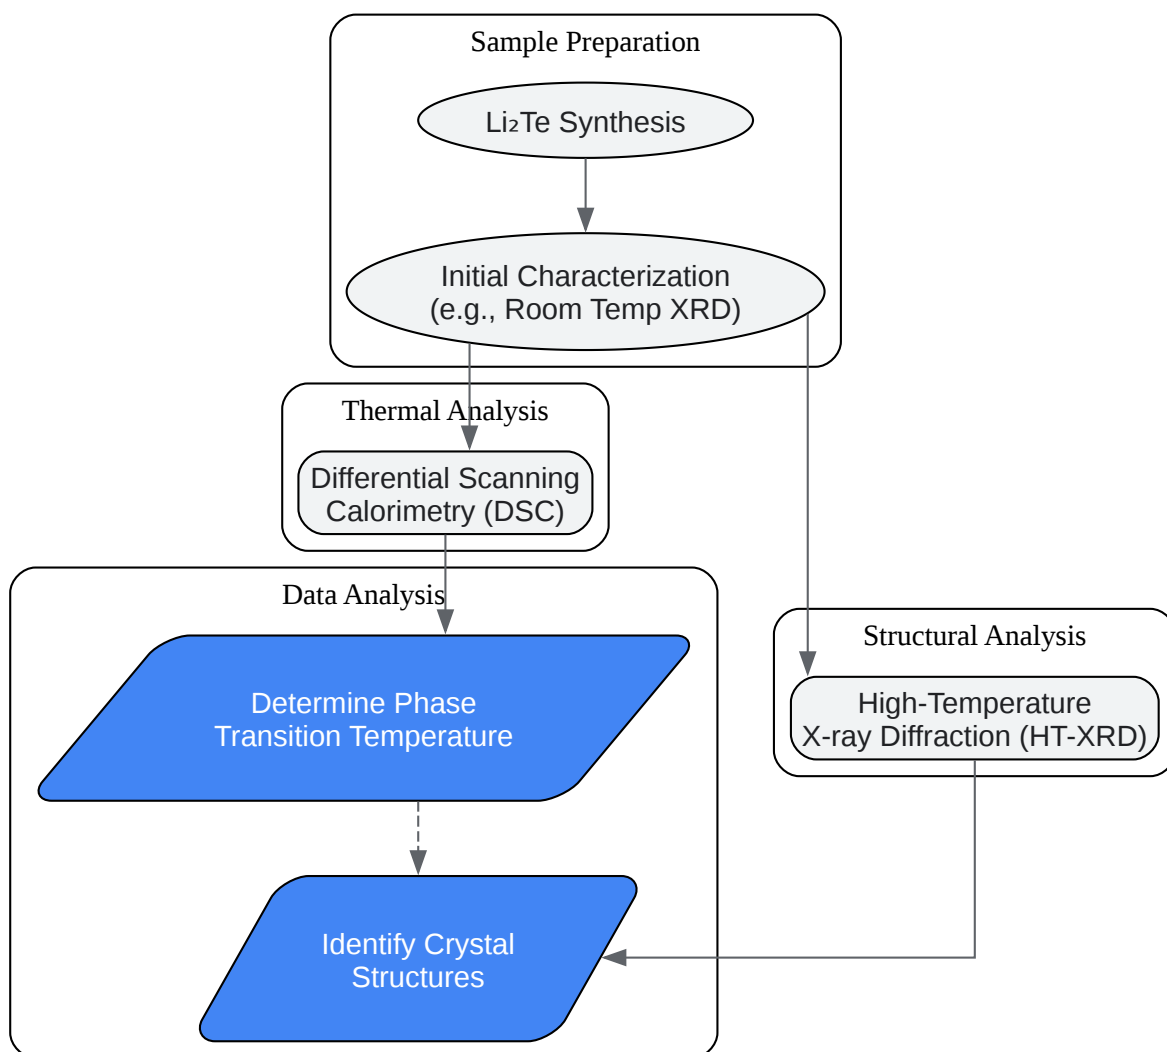 Sample Preparation
Li₂Te Synthesis
Initial Characterization
(e.g., Room Temp XRD)
Thermal Analysis
Differential Scanning
Calorimetry (DSC)
Data Analysis
Determine Phase
Transition Temperature
Structural Analysis
High-Temperature
X-ray Diffraction (HT-XRD)
Identify Crystal
Structures